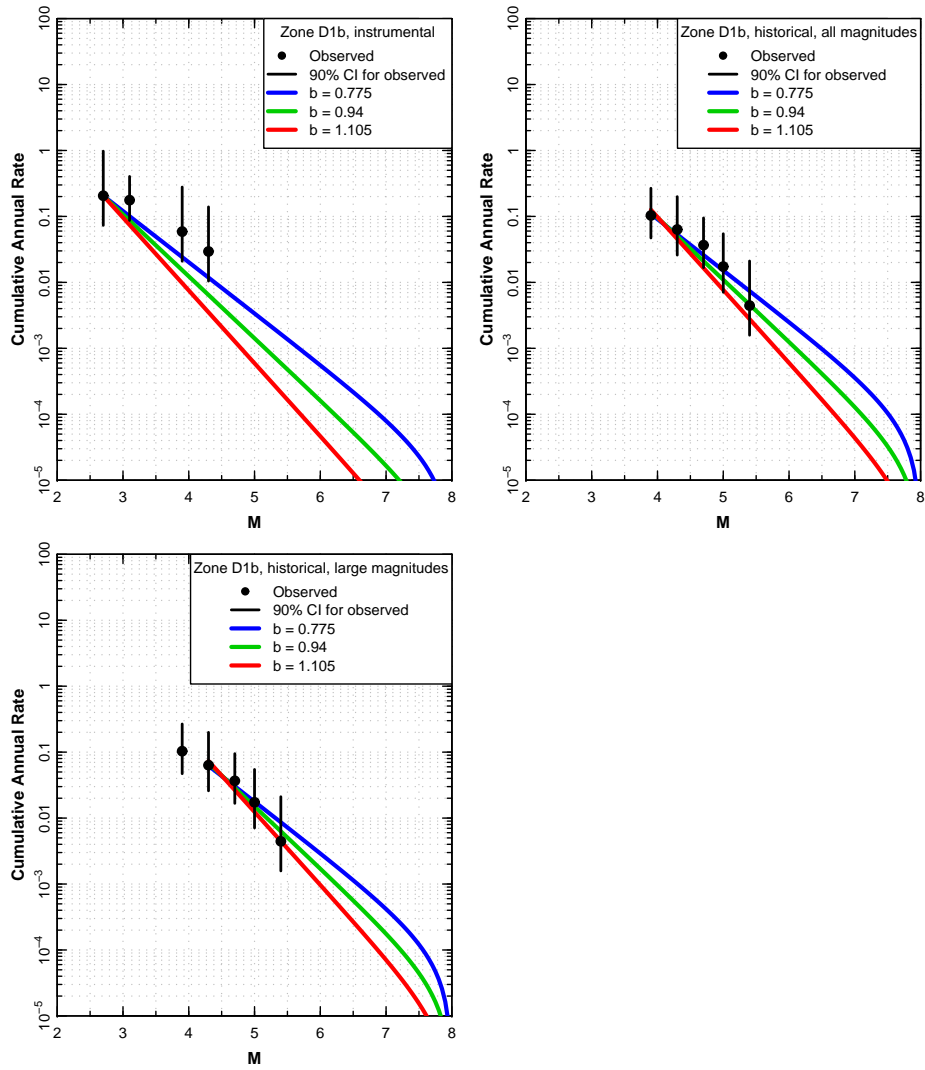 Zone D1b, instrumental
Observed
90% CI for observed
b = 0.775
b = 0.94
b = 1.105
Cumulative Annual Rate
100
10
1
0.1
0.01
10⁻³
10⁻⁴
10⁻⁵
2 3 4 5 6 7 8
M
Zone D1b, historical, all magnitudes
Observed
90% CI for observed
b = 0.775
b = 0.94
b = 1.105
Cumulative Annual Rate
100
10
1
0.1
0.01
10⁻³
10⁻⁴
10⁻⁵
2 3 4 5 6 7 8
M
Zone D1b, historical, large magnitudes
Observed
90% CI for observed
b = 0.775
b = 0.94
b = 1.105
Cumulative Annual Rate
100
10
1
0.1
0.01
10⁻³
10⁻⁴
10⁻⁵
2 3 4 5 6 7 8
M